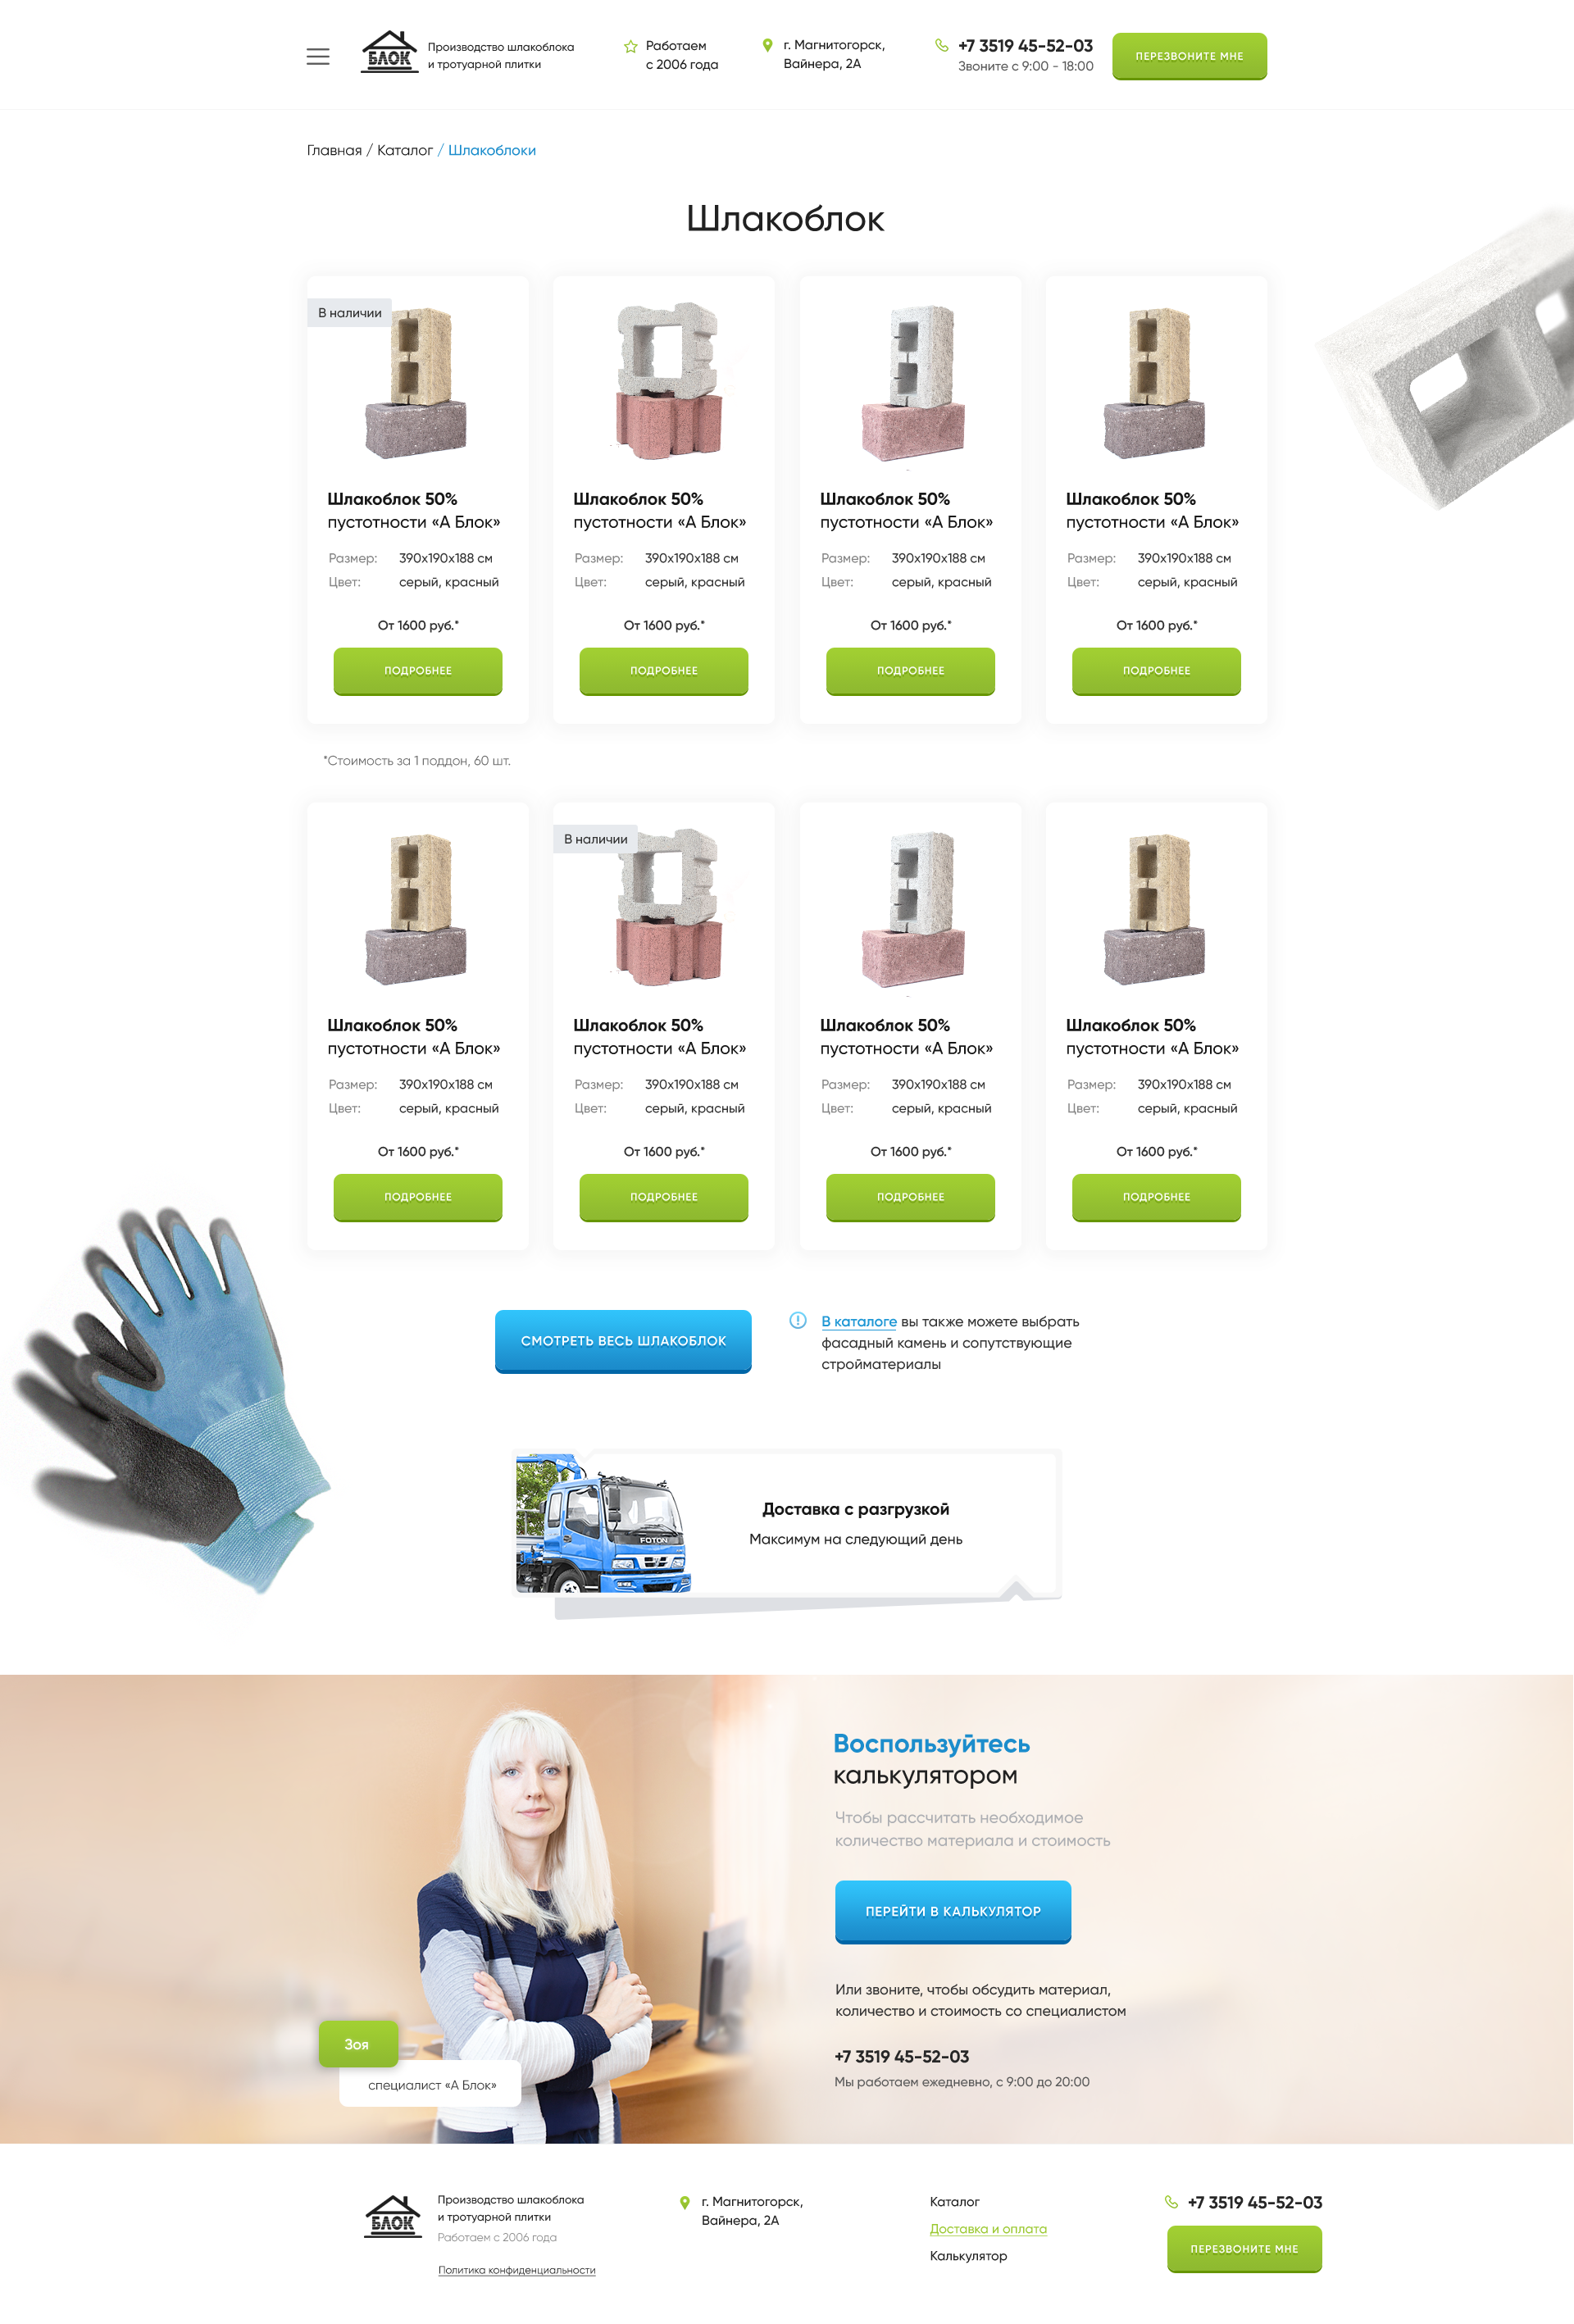 БЛОК
Производство шлакоблока
и тротуарной плитки
Работаем
с 2006 года
г. Магнитогорск,
Вайнера, 2А
+7 3519 45-52-03
Звоните с 9:00 - 18:00
ПЕРЕЗВОНИТЕ МНЕ
Главная / Каталог / Шлакоблоки
Шлакоблок
В наличии
Шлакоблок 50%
пустотности «А Блок»
Размер: 390х190х188 см
Цвет: серый, красный
От 1600 руб.*
ПОДРОБНЕЕ
Шлакоблок 50%
пустотности «А Блок»
Размер: 390х190х188 см
Цвет: серый, красный
От 1600 руб.*
ПОДРОБНЕЕ
Шлакоблок 50%
пустотности «А Блок»
Размер: 390х190х188 см
Цвет: серый, красный
От 1600 руб.*
ПОДРОБНЕЕ
Шлакоблок 50%
пустотности «А Блок»
Размер: 390х190х188 см
Цвет: серый, красный
От 1600 руб.*
ПОДРОБНЕЕ
*Стоимость за 1 поддон, 60 шт.
Шлакоблок 50%
пустотности «А Блок»
Размер: 390х190х188 см
Цвет: серый, красный
От 1600 руб.*
ПОДРОБНЕЕ
В наличии
Шлакоблок 50%
пустотности «А Блок»
Размер: 390х190х188 см
Цвет: серый, красный
От 1600 руб.*
ПОДРОБНЕЕ
Шлакоблок 50%
пустотности «А Блок»
Размер: 390х190х188 см
Цвет: серый, красный
От 1600 руб.*
ПОДРОБНЕЕ
Шлакоблок 50%
пустотности «А Блок»
Размер: 390х190х188 см
Цвет: серый, красный
От 1600 руб.*
ПОДРОБНЕЕ
СМОТРЕТЬ ВЕСЬ ШЛАКОБЛОК
В каталоге вы также можете выбрать
фасадный камень и сопутствующие
стройматериалы
FOTON
Доставка с разгрузкой
Максимум на следующий день
Воспользуйтесь
калькулятором
Чтобы рассчитать необходимое
количество материала и стоимость
ПЕРЕЙТИ В КАЛЬКУЛЯТОР
Или звоните, чтобы обсудить материал,
количество и стоимость со специалистом
+7 3519 45-52-03
Мы работаем ежедневно, с 9:00 до 20:00
Зоя
специалист «А Блок»
БЛОК
Производство шлакоблока
и тротуарной плитки
Работаем с 2006 года
Политика конфиденциальности
г. Магнитогорск,
Вайнера, 2А
Каталог
Доставка и оплата
Калькулятор
+7 3519 45-52-03
ПЕРЕЗВОНИТЕ МНЕ